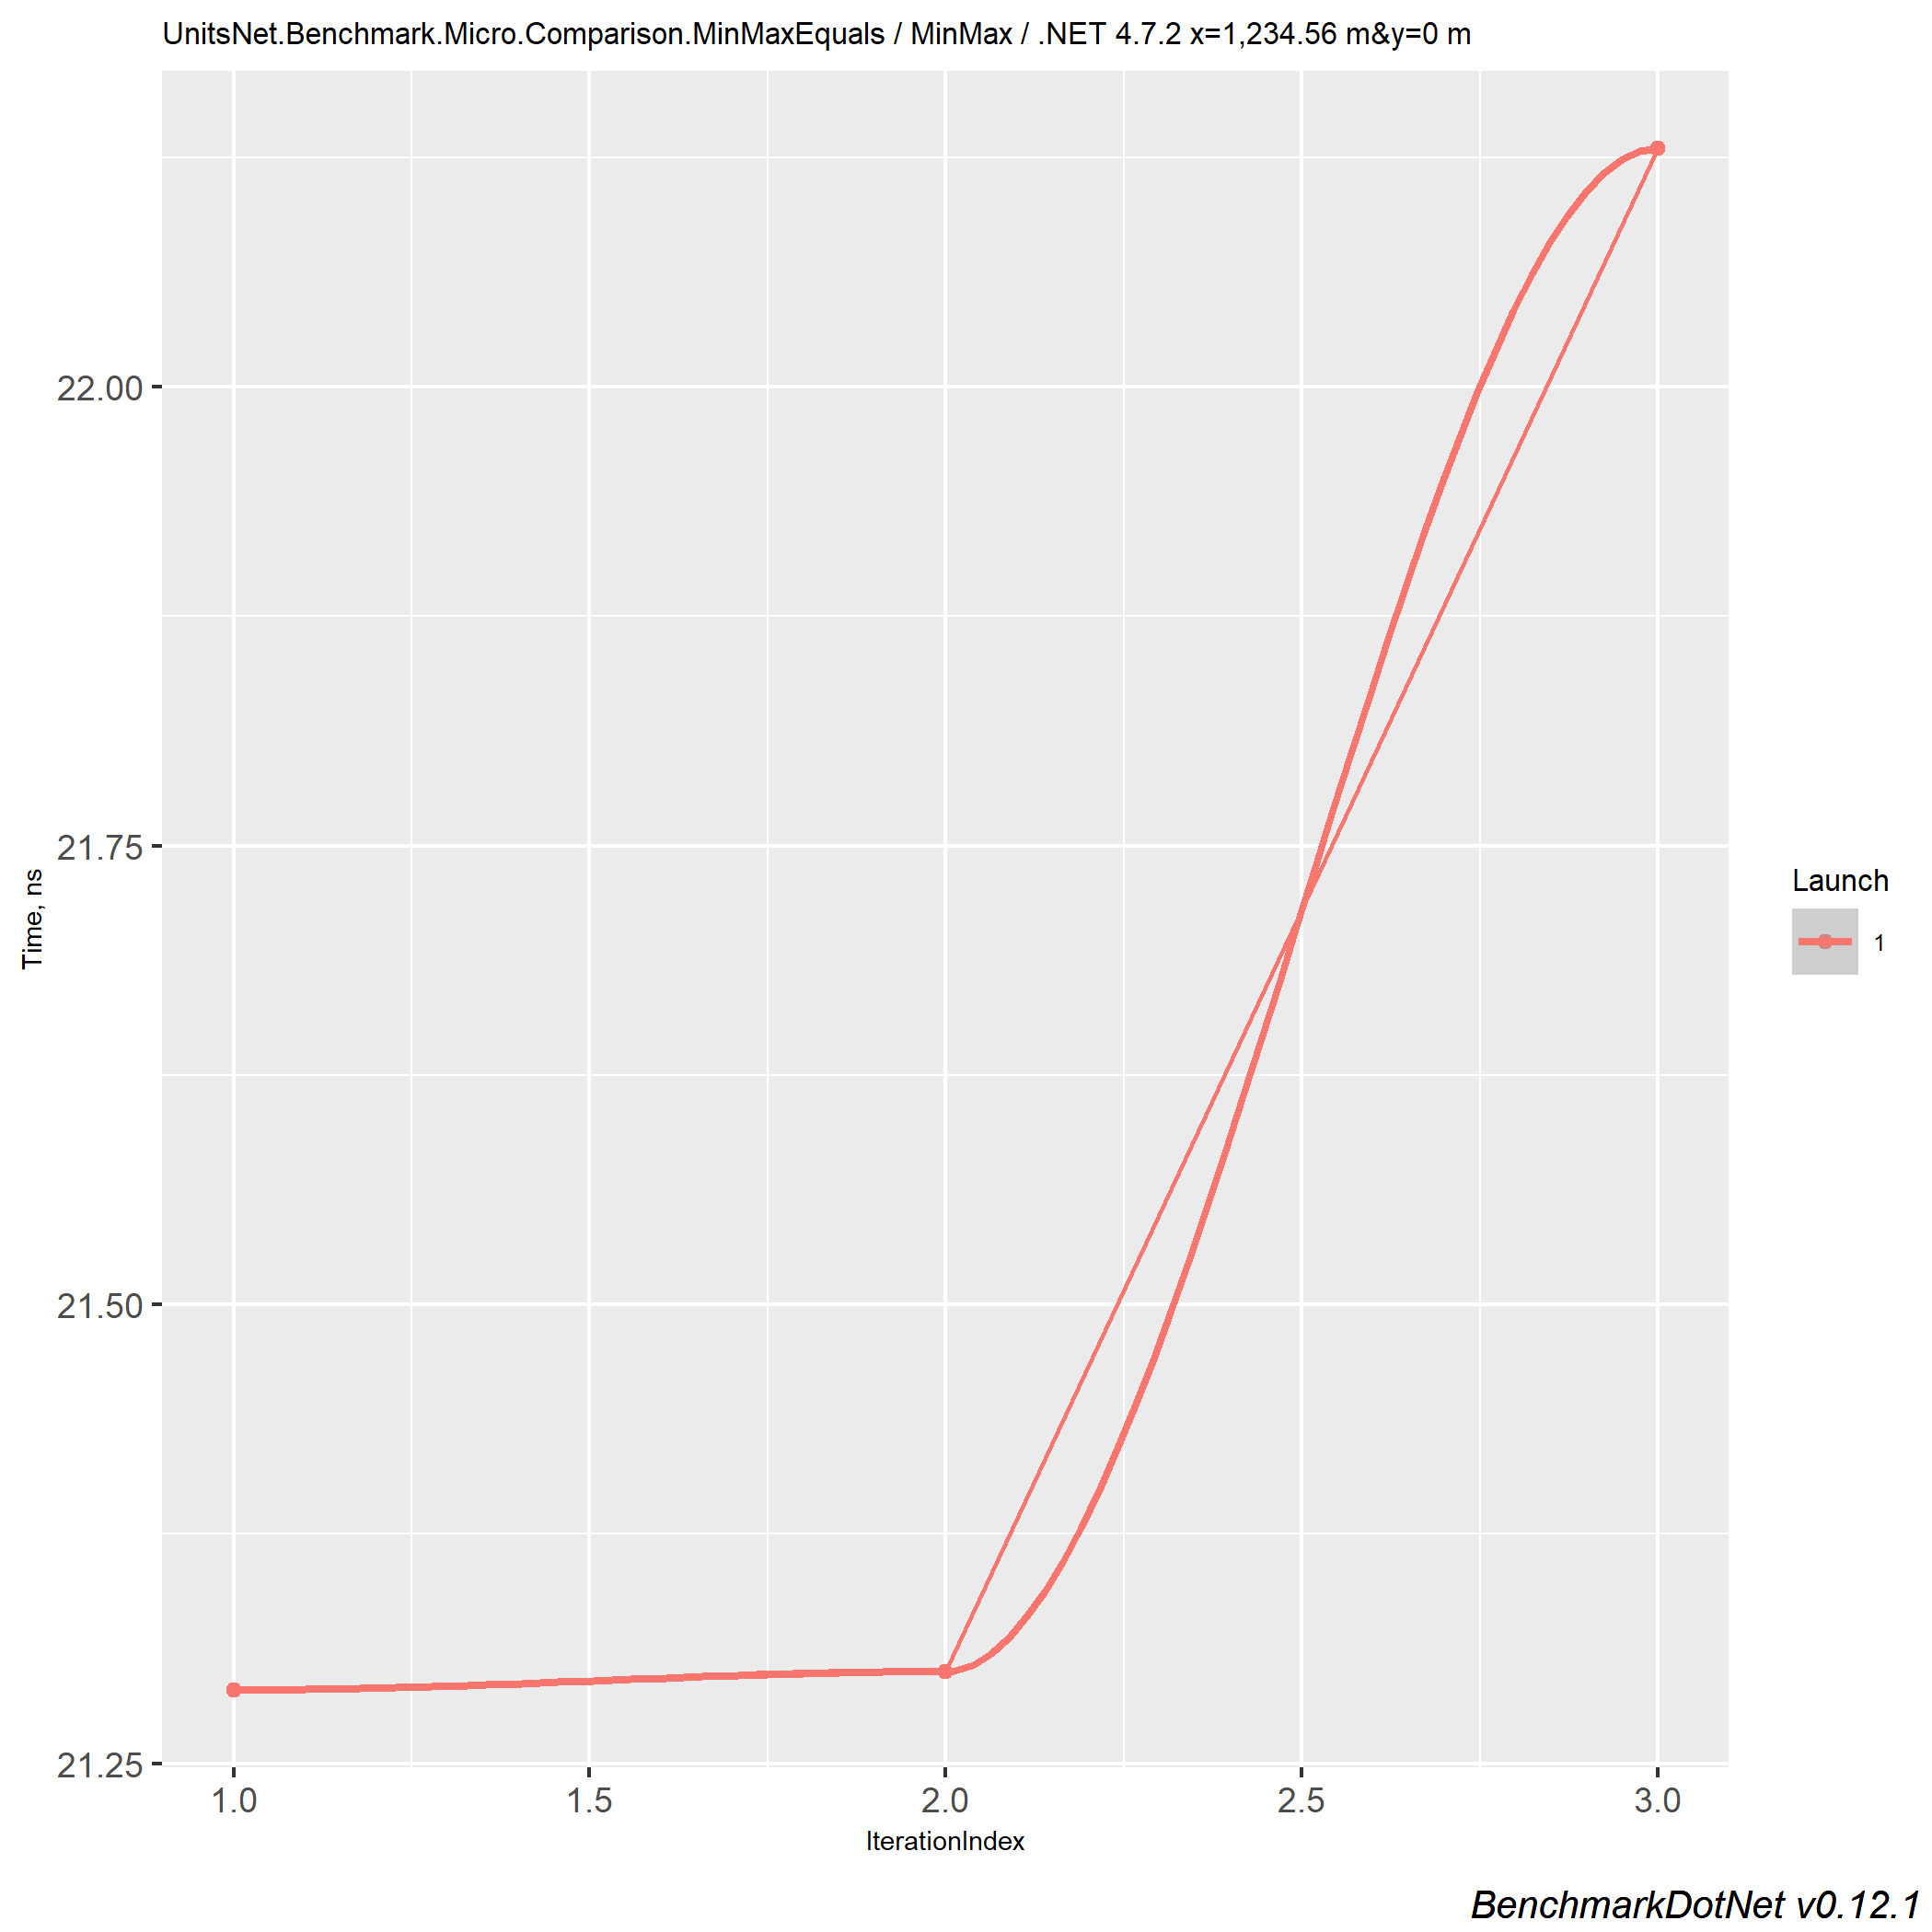 UnitsNet.Benchmark.Micro.Comparison.MinMaxEquals / MinMax / .NET 4.7.2 x=1,234.56 m&y=0 m
22.00
21.75
21.50
21.25
Time, ns
1.0 1.5 2.0 2.5 3.0
IterationIndex
Launch
1
BenchmarkDotNet v0.12.1